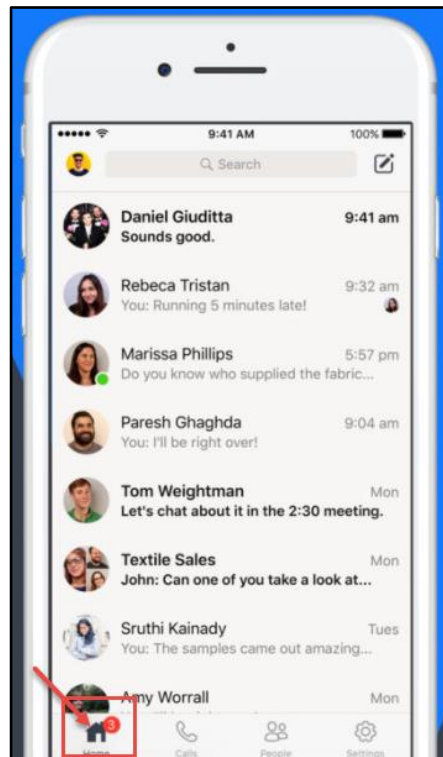 9:41 AM
100%
Search
Daniel Giuditta 9:41 am
Sounds good.
Rebeca Tristan 9:32 am
You: Running 5 minutes late!
Marissa Phillips 5:57 pm
Do you know who supplied the fabric...
Paresh Ghaghda 9:04 am
You: I'll be right over!
Tom Weightman Mon
Let's chat about it in the 2:30 meeting.
Textile Sales Mon
John: Can one of you take a look at...
Sruthi Kainady Tues
You: The samples came out amazing...
Amy Worrall Mon
3
Home Calls People Settings